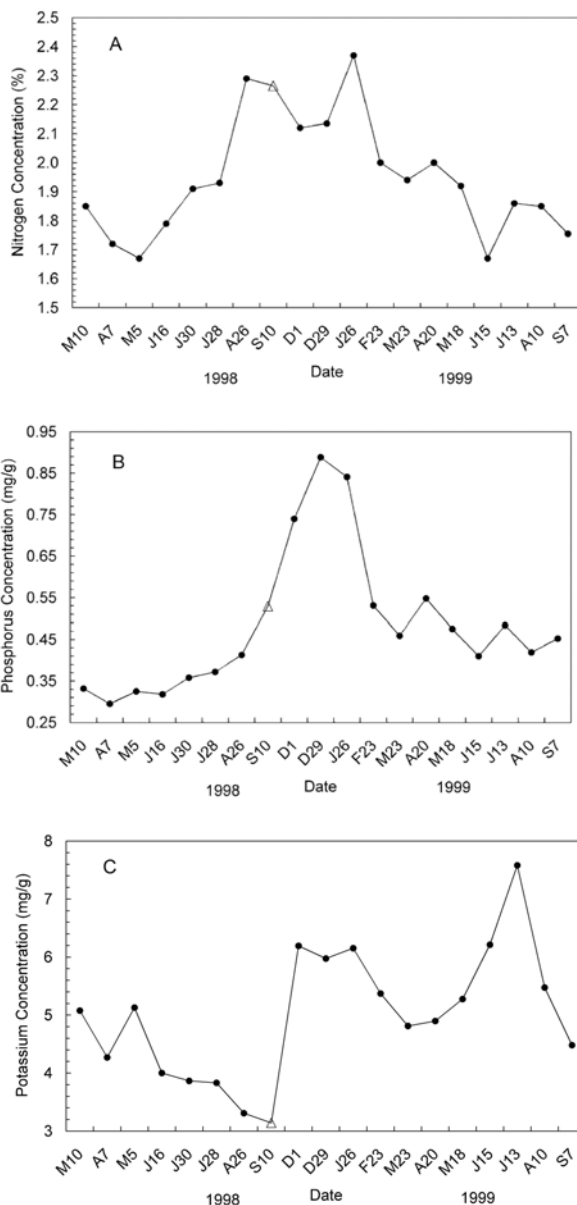 A
Nitrogen Concentration (%)
2.5
2.4
2.3
2.2
2.1
2.0
1.9
1.8
1.7
1.6
1.5
M10 A7 M5 J16 J30 J28 A26 S10 D1 D29 J26 F23 M23 A20 M18 J15 J13 A10 S7
1998 Date 1999
B
Phosphorus Concentration (mg/g)
0.95
0.85
0.75
0.65
0.55
0.45
0.35
0.25
M10 A7 M5 J16 J30 J28 A26 S10 D1 D29 J26 F23 M23 A20 M18 J15 J13 A10 S7
1998 Date 1999
C
Potassium Concentration (mg/g)
8
7
6
5
4
3
M10 A7 M5 J16 J30 J28 A26 S10 D1 D29 J26 F23 M23 A20 M18 J15 J13 A10 S7
1998 Date 1999